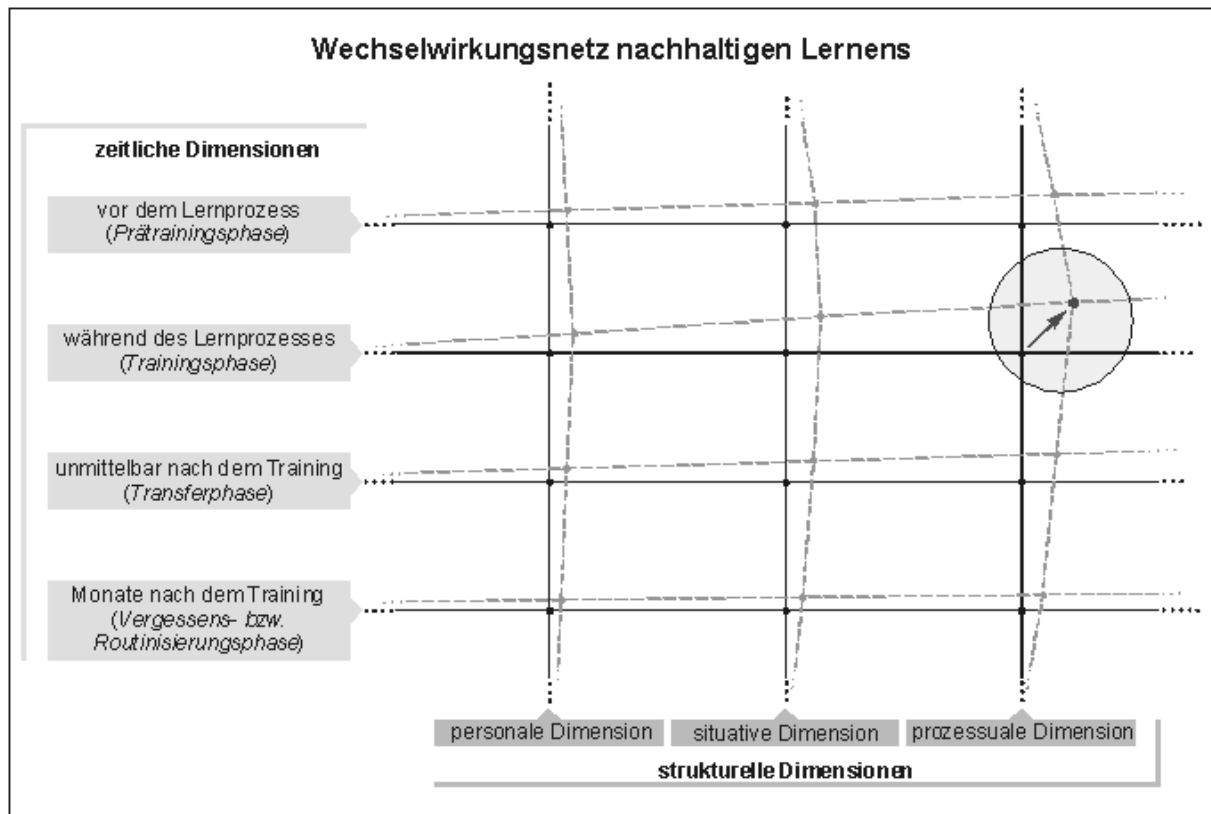 Wechselwirkungsnetz nachhaltigen Lernens
zeitliche Dimensionen
vor dem Lernprozess
(Prätrainingsphase)
während des Lernprozesses
(Trainingsphase)
unmittelbar nach dem Training
(Transferphase)
Monate nach dem Training
(Vergessens- bzw.
Routinisierungsphase)
personale Dimension
situative Dimension
prozessuale Dimension
strukturelle Dimensionen